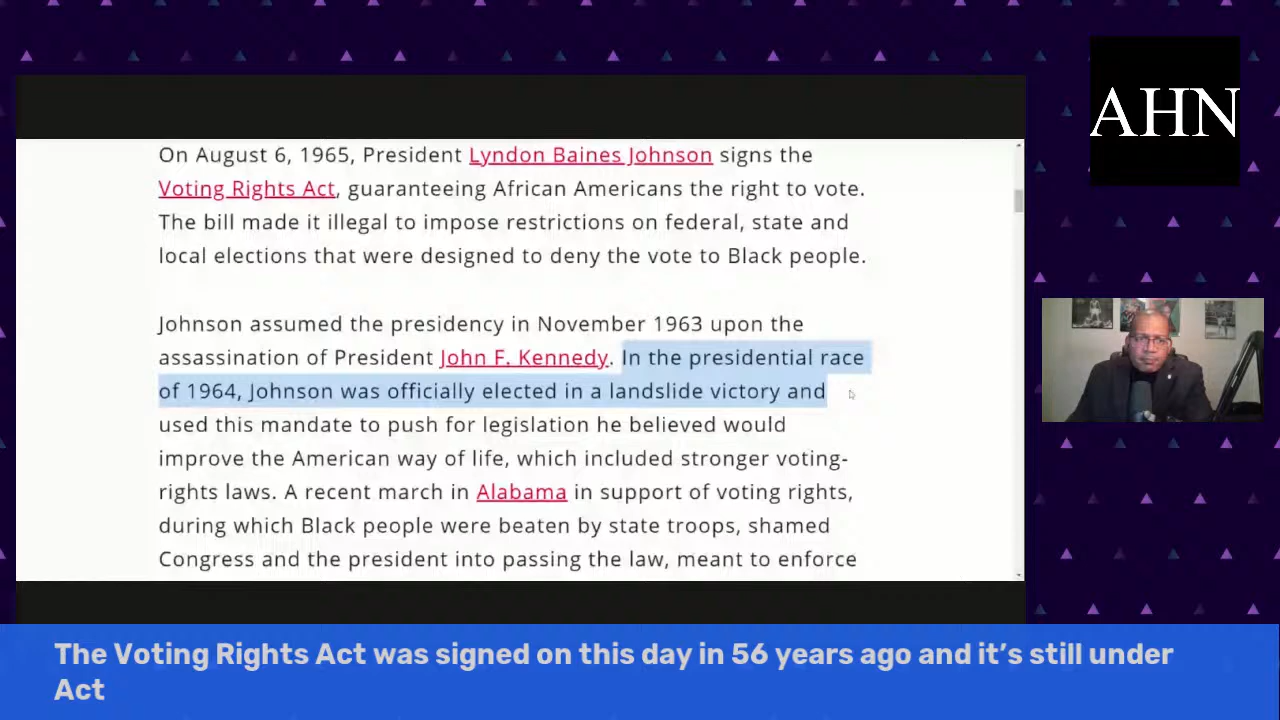 AHN
On August 6, 1965, President Lyndon Baines Johnson signs the
Voting Rights Act, guaranteeing African Americans the right to vote.
The bill made it illegal to impose restrictions on federal, state and
local elections that were designed to deny the vote to Black people.
Johnson assumed the presidency in November 1963 upon the
assassination of President John F. Kennedy. In the presidential race
of 1964, Johnson was officially elected in a landslide victory and
used this mandate to push for legislation he believed would
improve the American way of life, which included stronger voting-
rights laws. A recent march in Alabama in support of voting rights,
during which Black people were beaten by state troops, shamed
Congress and the president into passing the law, meant to enforce
The Voting Rights Act was signed on this day in 56 years ago and it’s still under
Act